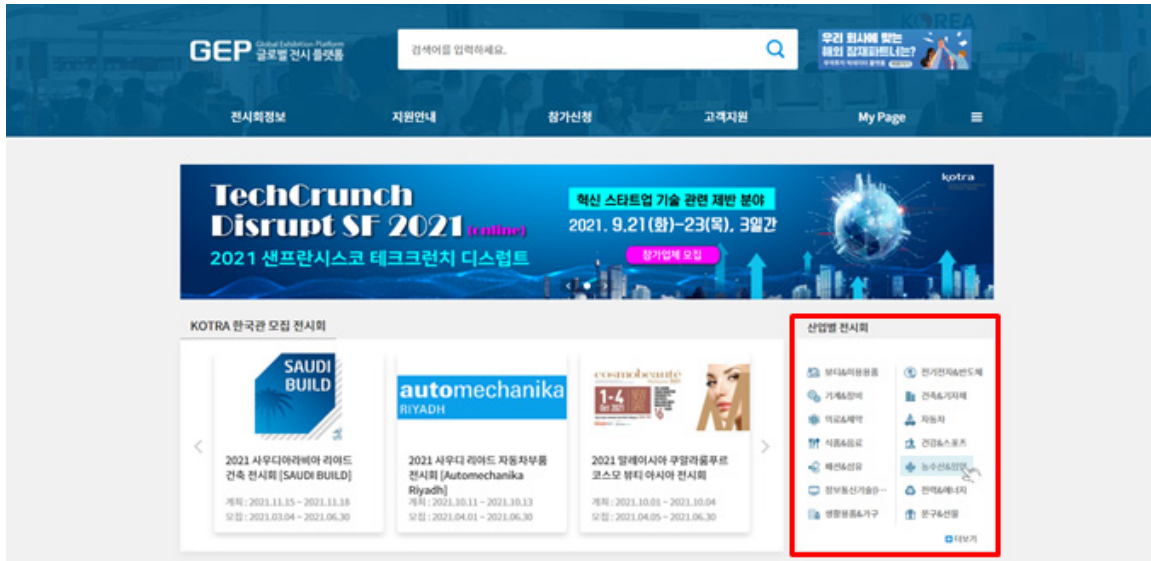 KOREA
GEP Global Exhibition Platform
글로벌 전시 플랫폼
검색어를 입력하세요.
우리 회사에 맞는
해외 잠재파트너는?
전시회정보 지원안내 참가신청 고객지원 My Page
TechCrunch
Disrupt SF 2021 (online)
2021 샌프란시스코 테크크런치 디스럽트
혁신 스타트업 기술 관련 제반 분야
2021. 9.21(화)-23(목), 3일간
참가업체 모집
kotra
KOTRA 한국관 모집 전시회
SAUDI
BUILD
2021 사우디아라비아 리야드
건축 전시회 [SAUDI BUILD]
개최 : 2021.11.15 ~ 2021.11.18
모집 : 2021.03.04 ~ 2021.06.30
automechanika
RIYADH
2021 사우디 리야드 자동차부품
전시회 [Automechanika
Riyadh]
개최 : 2021.10.11 ~ 2021.10.13
모집 : 2021.04.01 ~ 2021.06.30
cosmobeauté
1-4
Oct 2021
2021 말레이시아 쿠알라룸푸르
코스모 뷰티 아시아 전시회
개최 : 2021.10.01 ~ 2021.10.04
모집 : 2021.04.05 ~ 2021.06.30
산업별 전시회
뷰티&미용용품 전기전자&반도체
기계&장비 건축&기자재
의료&제약 자동차
식품&음료 건강&스포츠
패션&섬유 농수산&임업
정보통신기술(I… 전력&에너지
생활용품&가구 문구&선물
더보기